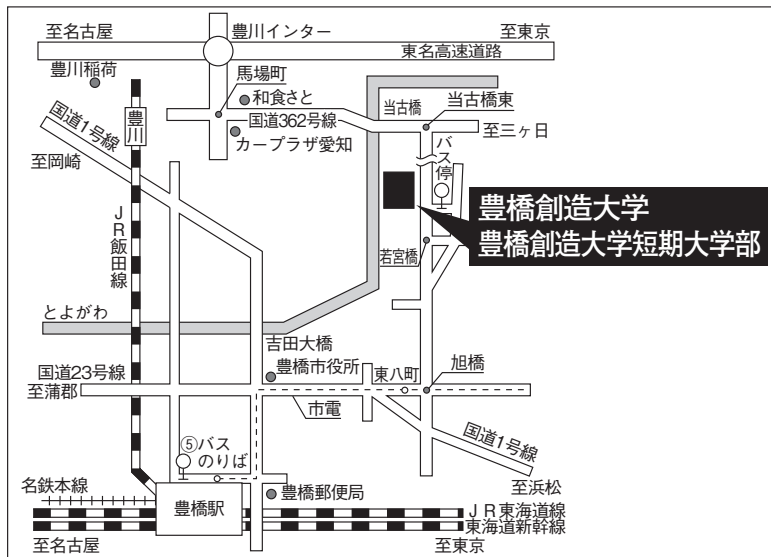 至名古屋
豊川インター
至東京
東名高速道路
豊川稲荷
馬場町
豊川
国道1号線
和食さと
国道362号線
カープラザ愛知
当古橋
当古橋東
至三ヶ日
バス停
至岡崎
豊橋創造大学
豊橋創造大学短期大学部
JR飯田線
若宮橋
とよがわ
吉田大橋
国道23号線
豊橋市役所
東八町
旭橋
至蒲郡
市電
国道1号線
⑤バス
のりば
至浜松
名鉄本線
豊橋駅
豊橋郵便局
JR東海道線
東海道新幹線
至名古屋
至東京